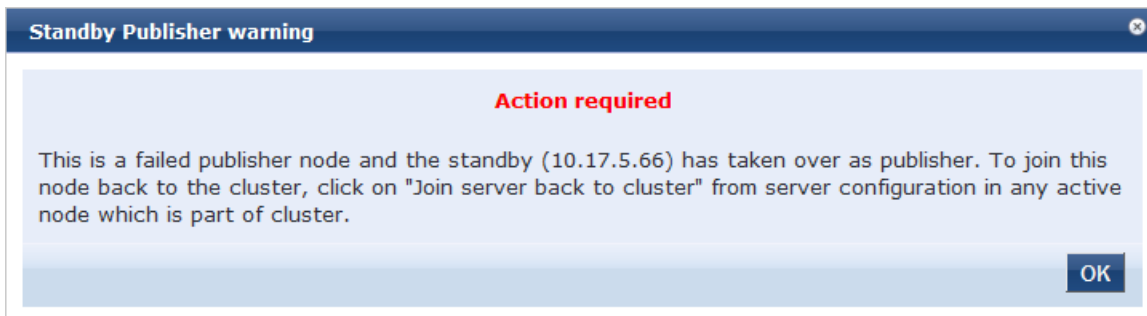 Standby Publisher warning
Action required
This is a failed publisher node and the standby (10.17.5.66) has taken over as publisher. To join this
node back to the cluster, click on "Join server back to cluster" from server configuration in any active
node which is part of cluster.
OK